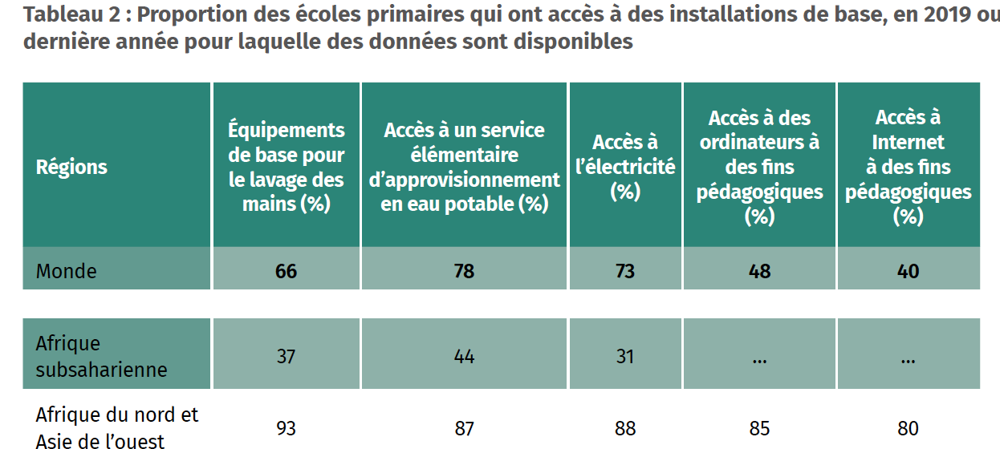 Tableau 2 : Proportion des écoles primaires qui ont accès à des installations de base, en 2019 ou
dernière année pour laquelle des données sont disponibles
Régions
Équipements
de base pour
le lavage des
mains (%)
Accès à un service
élémentaire
d’approvisionnement
en eau potable (%)
Accès à
l’électricité
(%)
Accès à des
ordinateurs à
des fins
pédagogiques
(%)
Accès à
Internet
à des fins
pédagogiques
(%)
Monde 66 78 73 48 40
Afrique
subsaharienne 37 44 31 ... ...
Afrique du nord et
Asie de l’ouest 93 87 88 85 80